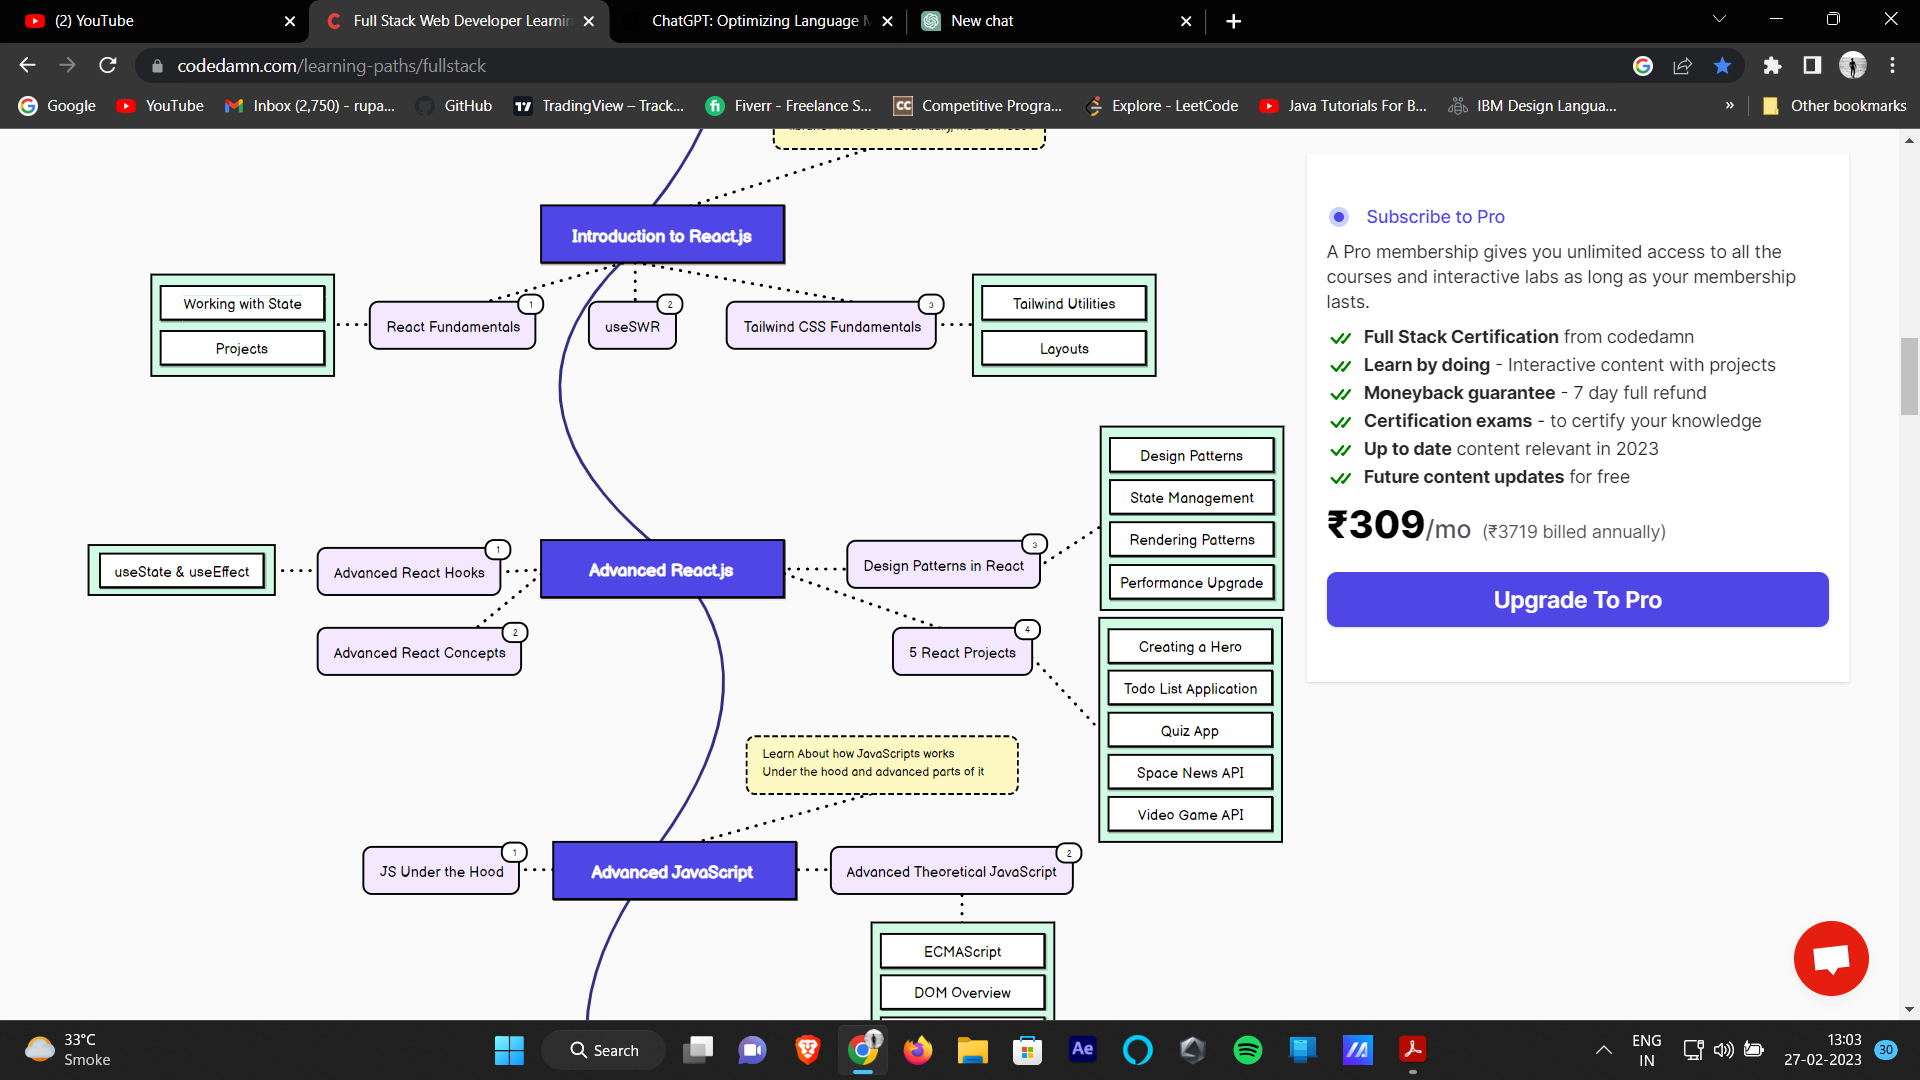 (2) YouTube
Full Stack Web Developer Learnin
ChatGPT: Optimizing Language M
New chat
codedamn.com/learning-paths/fullstack
Google
YouTube
Inbox (2,750) - rupa...
GitHub
TradingView – Track...
Fiverr - Freelance S...
Competitive Progra...
Explore - LeetCode
Java Tutorials For B...
IBM Design Langua...
»
Other bookmarks
Introduction to React.js
Working with State
Projects
React Fundamentals
1
useSWR
2
Tailwind CSS Fundamentals
3
Tailwind Utilities
Layouts
useState & useEffect
Advanced React Hooks
1
Advanced React Concepts
2
Advanced React.js
Design Patterns in React
3
Design Patterns
State Management
Rendering Patterns
Performance Upgrade
5 React Projects
4
Creating a Hero
Todo List Application
Quiz App
Space News API
Video Game API
Learn About how JavaScripts works
Under the hood and advanced parts of it
JS Under the Hood
1
Advanced JavaScript
Advanced Theoretical JavaScript
2
ECMAScript
DOM Overview
Subscribe to Pro
A Pro membership gives you unlimited access to all the
courses and interactive labs as long as your membership
lasts.
Full Stack Certification from codedamn
Learn by doing - Interactive content with projects
Moneyback guarantee - 7 day full refund
Certification exams - to certify your knowledge
Up to date content relevant in 2023
Future content updates for free
₹309/mo (₹3719 billed annually)
Upgrade To Pro
33°C
Smoke
Search
Ae
ENG
IN
13:03
27-02-2023
30